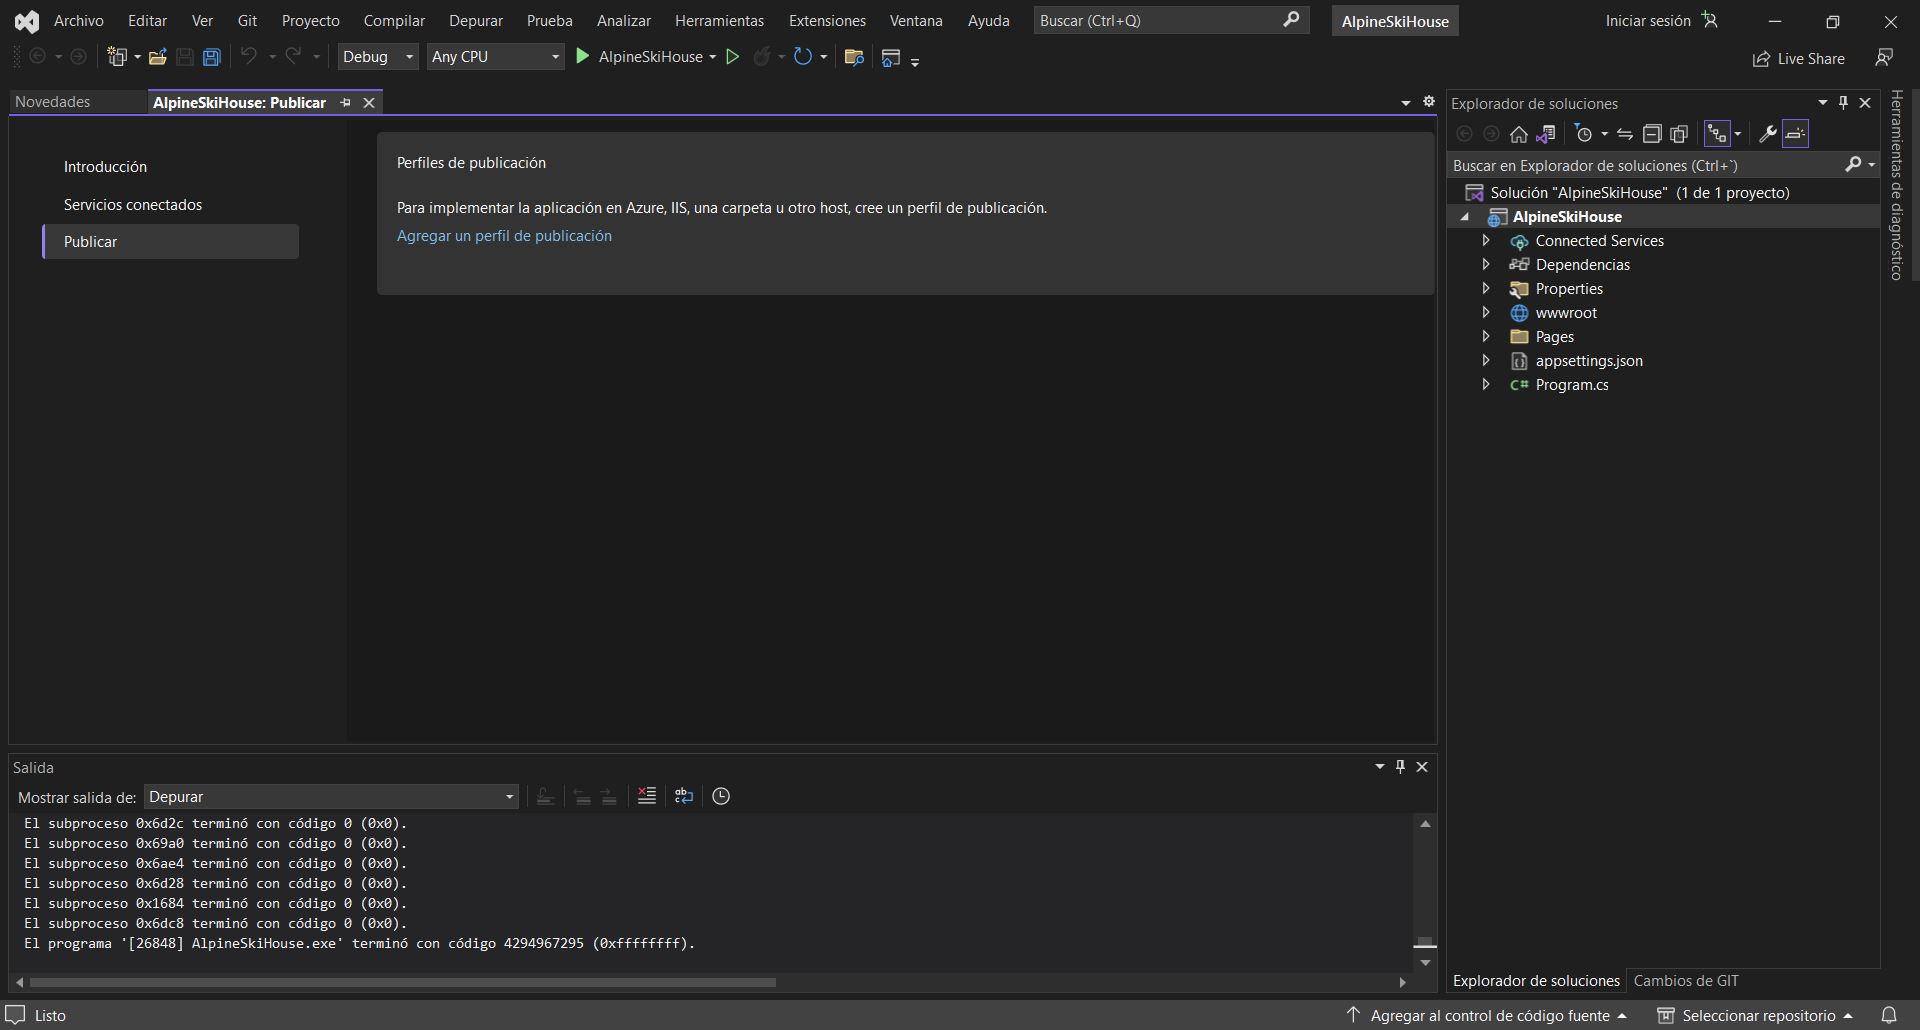 Archivo Editar Ver Git Proyecto Compilar Depurar Prueba Analizar Herramientas Extensiones Ventana Ayuda Buscar (Ctrl+Q) AlpineSkiHouse Iniciar sesión
Debug Any CPU AlpineSkiHouse Live Share
Novedades AlpineSkiHouse: Publicar
Introducción
Servicios conectados
Publicar
Perfiles de publicación
Para implementar la aplicación en Azure, IIS, una carpeta u otro host, cree un perfil de publicación.
Agregar un perfil de publicación
Explorador de soluciones
Buscar en Explorador de soluciones (Ctrl+`)
Solución "AlpineSkiHouse" (1 de 1 proyecto)
AlpineSkiHouse
Connected Services
Dependencias
Properties
wwwroot
Pages
appsettings.json
C# Program.cs
Herramientas de diagnóstico
Salida
Mostrar salida de: Depurar
El subproceso 0x6d2c terminó con código 0 (0x0).
El subproceso 0x69a0 terminó con código 0 (0x0).
El subproceso 0x6ae4 terminó con código 0 (0x0).
El subproceso 0x6d28 terminó con código 0 (0x0).
El subproceso 0x1684 terminó con código 0 (0x0).
El subproceso 0x6dc8 terminó con código 0 (0x0).
El programa '[26848] AlpineSkiHouse.exe' terminó con código 4294967295 (0xffffffff).
Explorador de soluciones Cambios de GIT
Listo Agregar al control de código fuente Seleccionar repositorio